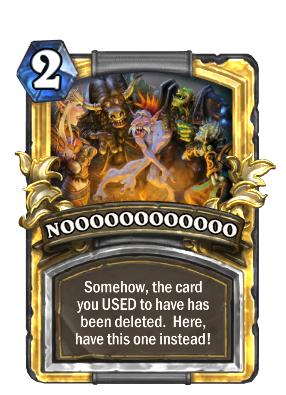 2
NOOOOOOOOOOOO
Somehow, the card
you USED to have has
been deleted.  Here,
have this one instead!